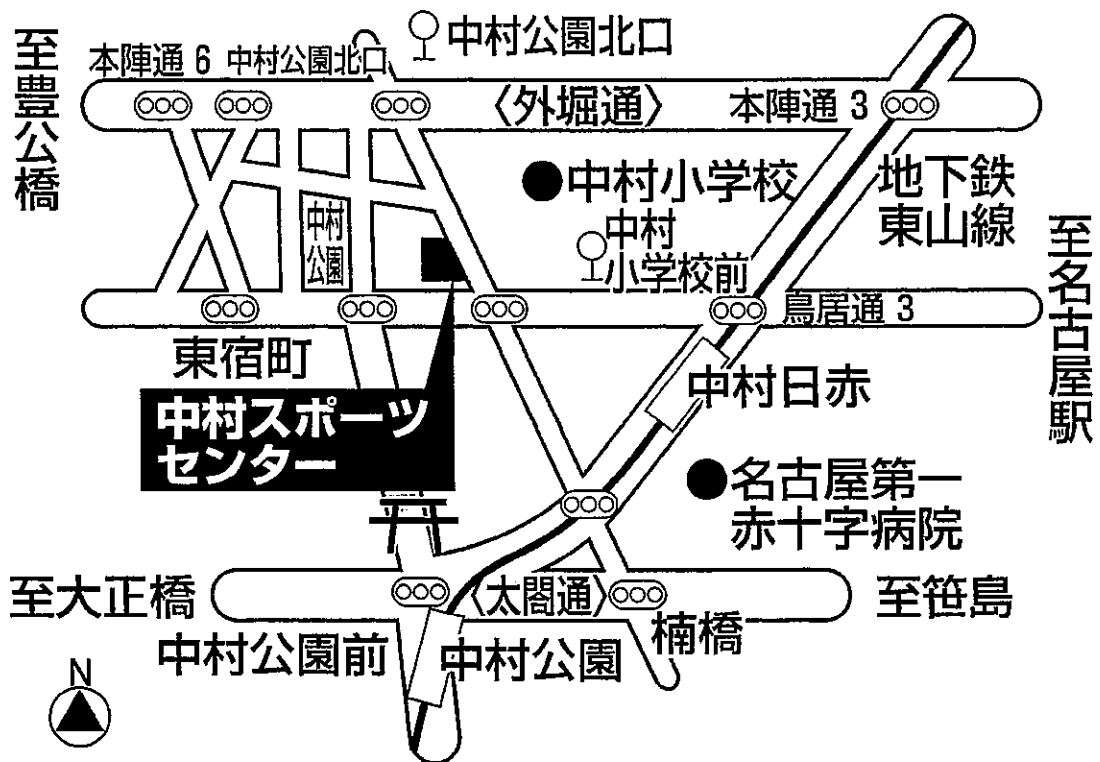 中村公園北口
本陣通 6
中村公園北口
至豊公橋
〈外堀通〉
本陣通 3
中村小学校
地下鉄
東山線
中村
公園
中村
小学校前
至名古屋駅
鳥居通 3
東宿町
中村日赤
中村スポーツ
センター
名古屋第一
赤十字病院
至大正橋
〈太閤通〉
至笹島
楠橋
中村公園前
中村公園
N